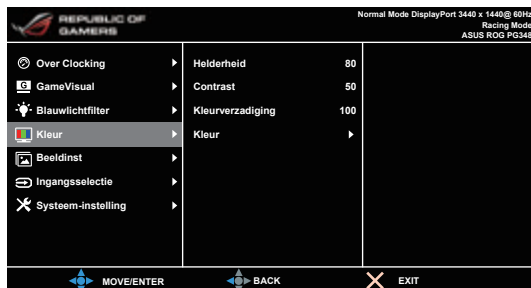 REPUBLIC OF
GAMERS
Normal Mode DisplayPort 3440 x 1440@ 60Hz
Racing Mode
ASUS ROG PG348
Over Clocking
G GameVisual
Blauwlichtfilter
Kleur
Beeldinst
Ingangsselectie
Systeem-instelling
Helderheid 80
Contrast 50
Kleurverzadiging 100
Kleur
MOVE/ENTER BACK EXIT